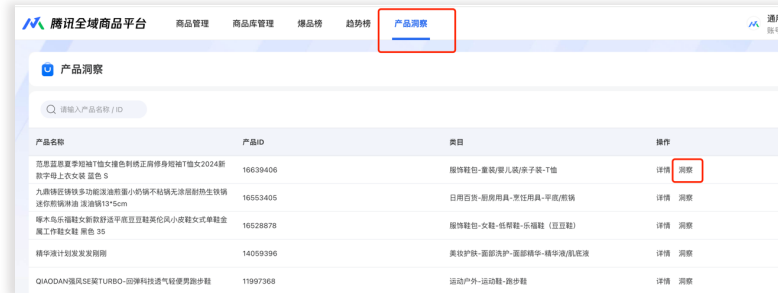 腾讯全域商品平台 商品管理 商品库管理 爆品榜 趋势榜 产品洞察 通用
账号
产品洞察
请输入产品名称 / ID
产品名称 产品ID 类目 操作
范思蓝恩夏季短袖T恤女撞色刺绣正肩修身短袖T恤女2024新
款字母上衣女装 蓝色 S 16639406 服饰鞋包-童装/婴儿装/亲子装-T恤 详情 洞察
九鼎铸匠铸铁多功能泼油煎蛋小奶锅不粘锅无涂层耐热生铁锅
迷你煎锅淋油 泼油锅13*5cm 16553405 日用百货-厨房用具-烹饪用具-平底/煎锅 详情 洞察
啄木鸟乐福鞋女新款舒适平底豆豆鞋英伦风小皮鞋女式单鞋金
属工作鞋女鞋 黑色 35 16528878 服饰鞋包-女鞋-低帮鞋-乐福鞋（豆豆鞋） 详情 洞察
精华液计划发发发刚刚 14059396 美妆护肤-面部洗护-面部精华-精华液/肌底液 详情 洞察
QIAODAN强风SE契TURBO-回弹科技透气轻便男跑步鞋 11997368 运动户外-运动鞋-跑步鞋 详情 洞察